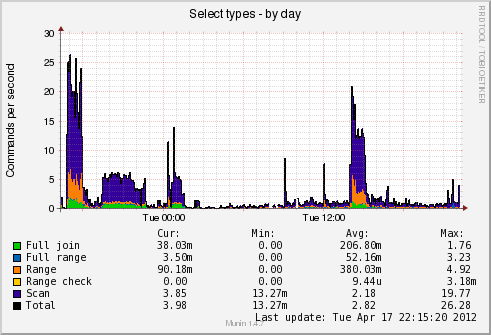 Select types - by day
RRDTOOL / TOBI OETIKER
Commands per second
30
25
20
15
10
5
0
Tue 00:00 Tue 12:00
Cur: Min: Avg: Max:
Full join 38.03m 0.00 206.80m 1.76
Full range 3.50m 0.00 52.16m 3.23
Range 90.18m 0.00 380.03m 4.92
Range check 0.00 0.00 9.44u 3.18m
Scan 3.85 13.27m 2.18 19.77
Total 3.98 13.27m 2.82 26.28
Last update: Tue Apr 17 22:15:20 2012
Munin